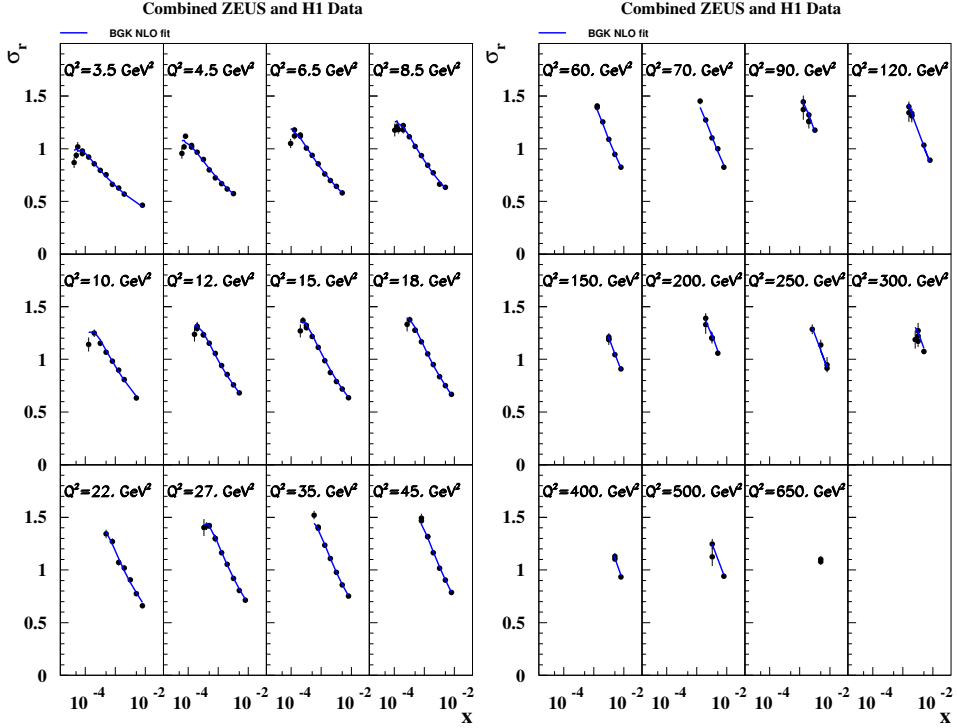 Combined ZEUS and H1 Data
BGK NLO fit
σr
Q²=3.5 GeV²
Q²=4.5 GeV²
Q²=6.5 GeV²
Q²=8.5 GeV²
1.5
1
0.5
0
Q²=10. GeV²
Q²=12. GeV²
Q²=15. GeV²
Q²=18. GeV²
1.5
1
0.5
0
Q²=22. GeV²
Q²=27. GeV²
Q²=35. GeV²
Q²=45. GeV²
1.5
1
0.5
0
10⁻⁴ 10⁻⁴ 10⁻⁴ 10⁻⁴ 10⁻²
x
Combined ZEUS and H1 Data
BGK NLO fit
σr
Q²=60. GeV²
Q²=70. GeV²
Q²=90. GeV²
Q²=120. GeV²
1.5
1
0.5
0
Q²=150. GeV²
Q²=200. GeV²
Q²=250. GeV²
Q²=300. GeV²
1.5
1
0.5
0
Q²=400. GeV²
Q²=500. GeV²
Q²=650. GeV²
1.5
1
0.5
0
10⁻⁴ 10⁻² 10⁻⁴ 10⁻² 10⁻⁴ 10⁻² 10⁻⁴ 10⁻²
x